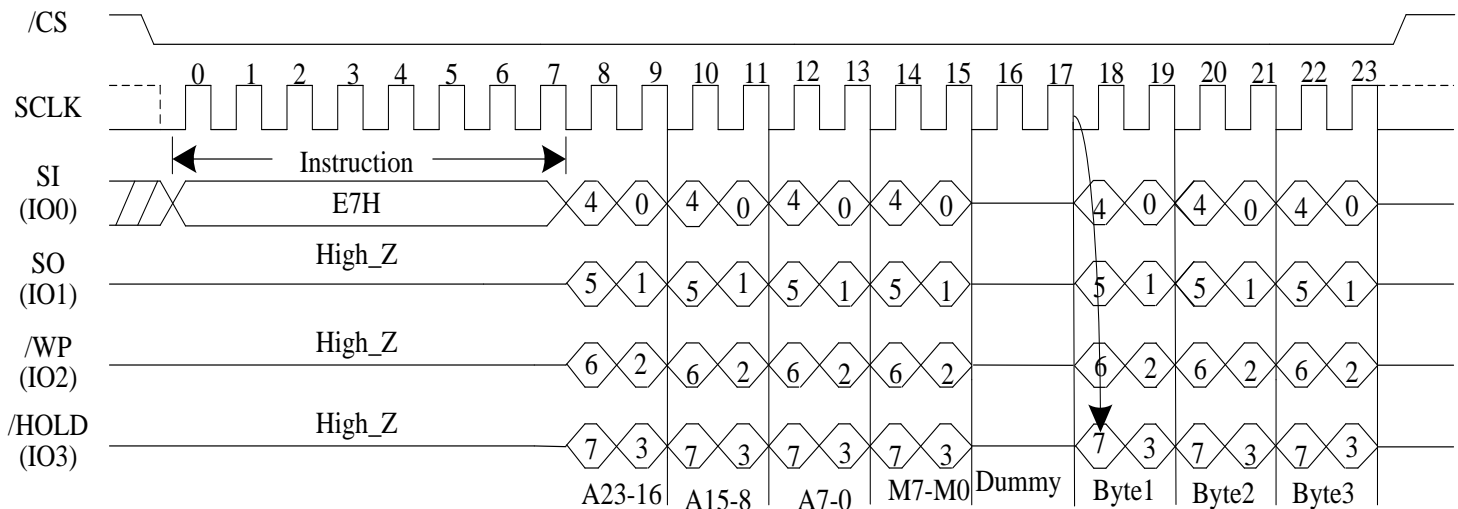 /CS
0 1 2 3 4 5 6 7 8 9 10 11 12 13 14 15 16 17 18 19 20 21 22 23
SCLK
Instruction
SI
(IO0)
E7H
4 0 4 0 4 0 4 0 4 0 4 0 4 0
High_Z
SO
(IO1)
5 1 5 1 5 1 5 1 5 1 5 1 5 1
High_Z
/WP
(IO2)
6 2 6 2 6 2 6 2 6 2 6 2 6 2
High_Z
/HOLD
(IO3)
7 3 7 3 7 3 7 3 7 3 7 3 7 3
A23-16 A15-8 A7-0 M7-M0 Dummy Byte1 Byte2 Byte3